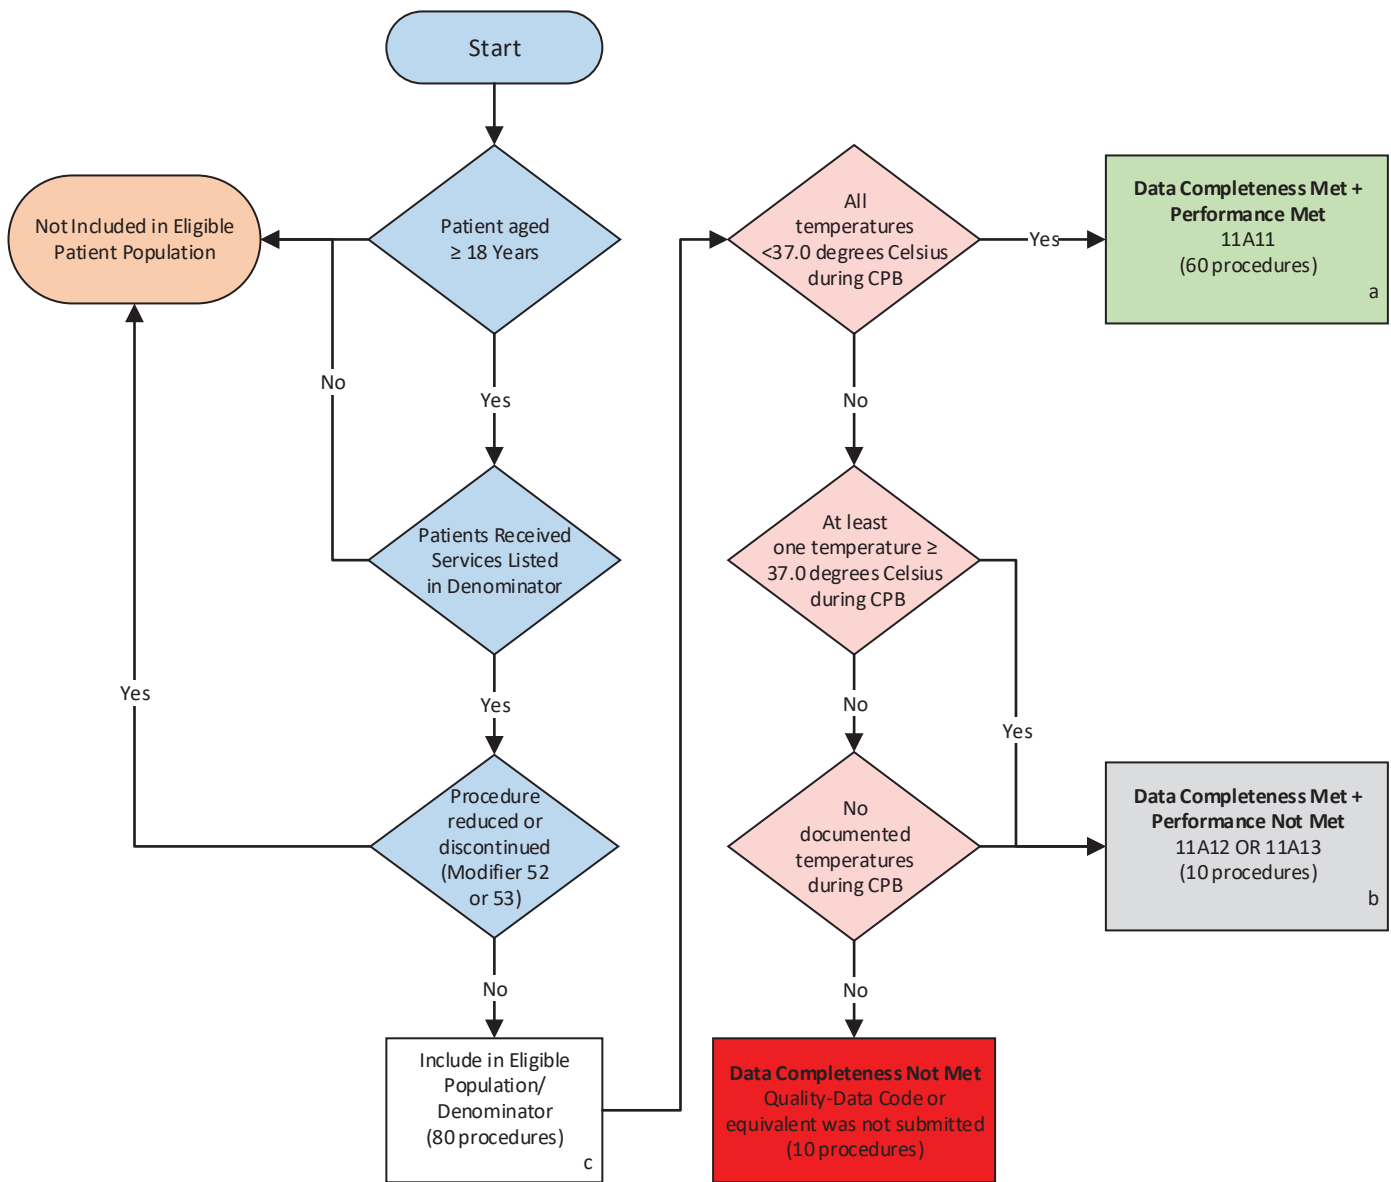 Start
Patient aged
≥ 18 Years
Not Included in Eligible
Patient Population
No
Yes
Patients Received
Services Listed
in Denominator
Yes
Yes
Procedure
reduced or
discontinued
(Modifier 52
or 53)
No
Include in Eligible
Population/
Denominator
(80 procedures)
c
All
temperatures
<37.0 degrees Celsius
during CPB
Yes
Data Completeness Met +
Performance Met
11A11
(60 procedures)
a
No
At least
one temperature ≥
37.0 degrees Celsius
during CPB
No
Yes
No
documented
temperatures
during CPB
Data Completeness Met +
Performance Not Met
11A12 OR 11A13
(10 procedures)
b
No
Data Completeness Not Met
Quality-Data Code or
equivalent was not submitted
(10 procedures)